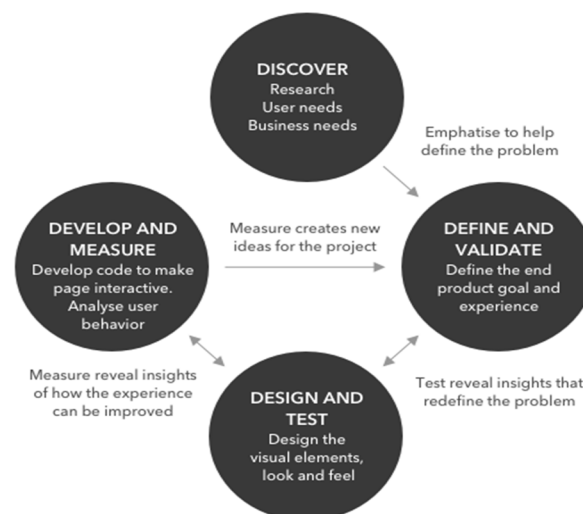 DISCOVER
Research
User needs
Business needs
Emphatise to help
define the problem
DEVELOP AND
MEASURE
Develop code to make
page interactive.
Analyse user
behavior
Measure creates new
ideas for the project
DEFINE AND
VALIDATE
Define the end
product goal and
experience
Measure reveal insights
of how the experience
can be improved
DESIGN AND
TEST
Design the
visual elements,
look and feel
Test reveal insights that
redefine the problem